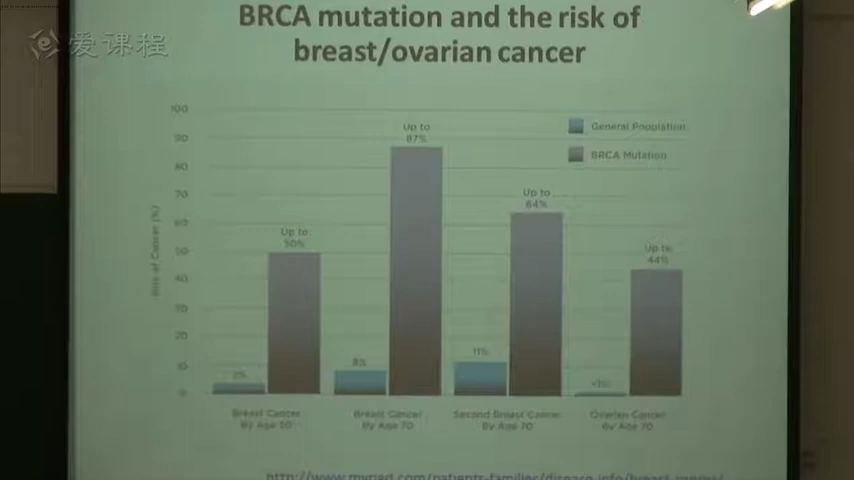 爱课程
BRCA mutation and the risk of
breast/ovarian cancer
100
90
80
70
60
50
40
30
20
10
0
Risk of Cancer (%)
General Population
BRCA Mutation
Up to
50%
Up to
87%
Up to
64%
Up to
44%
2%
8%
11%
<1%
Breast Cancer
By Age 50
Breast Cancer
By Age 70
Second Breast Cancer
By Age 70
Ovarian Cancer
By Age 70